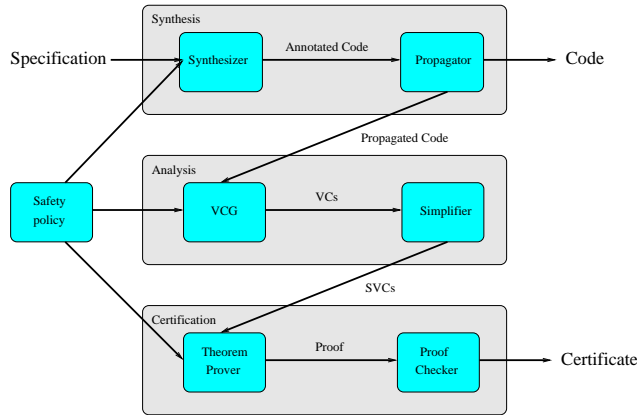 Synthesis
Specification
Synthesizer
Annotated Code
Propagator
Code
Propagated Code
Analysis
Safety
policy
VCG
VCs
Simplifier
SVCs
Certification
Theorem
Prover
Proof
Proof
Checker
Certificate